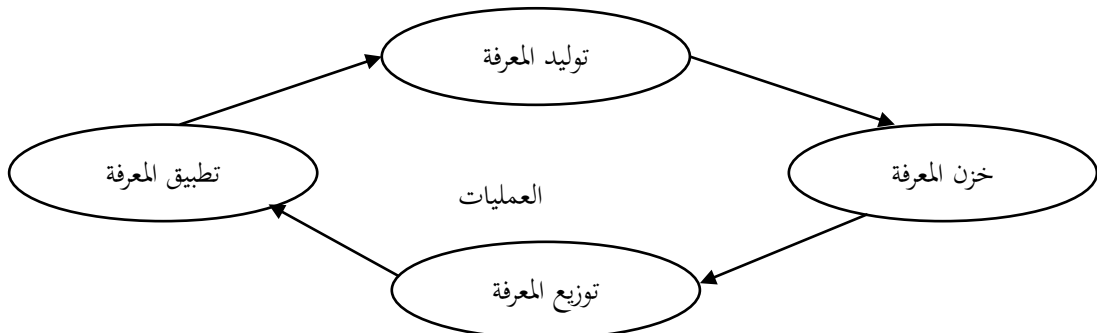 توليد المعرفة
خزن المعرفة
تطبيق المعرفة
العمليات
توزيع المعرفة